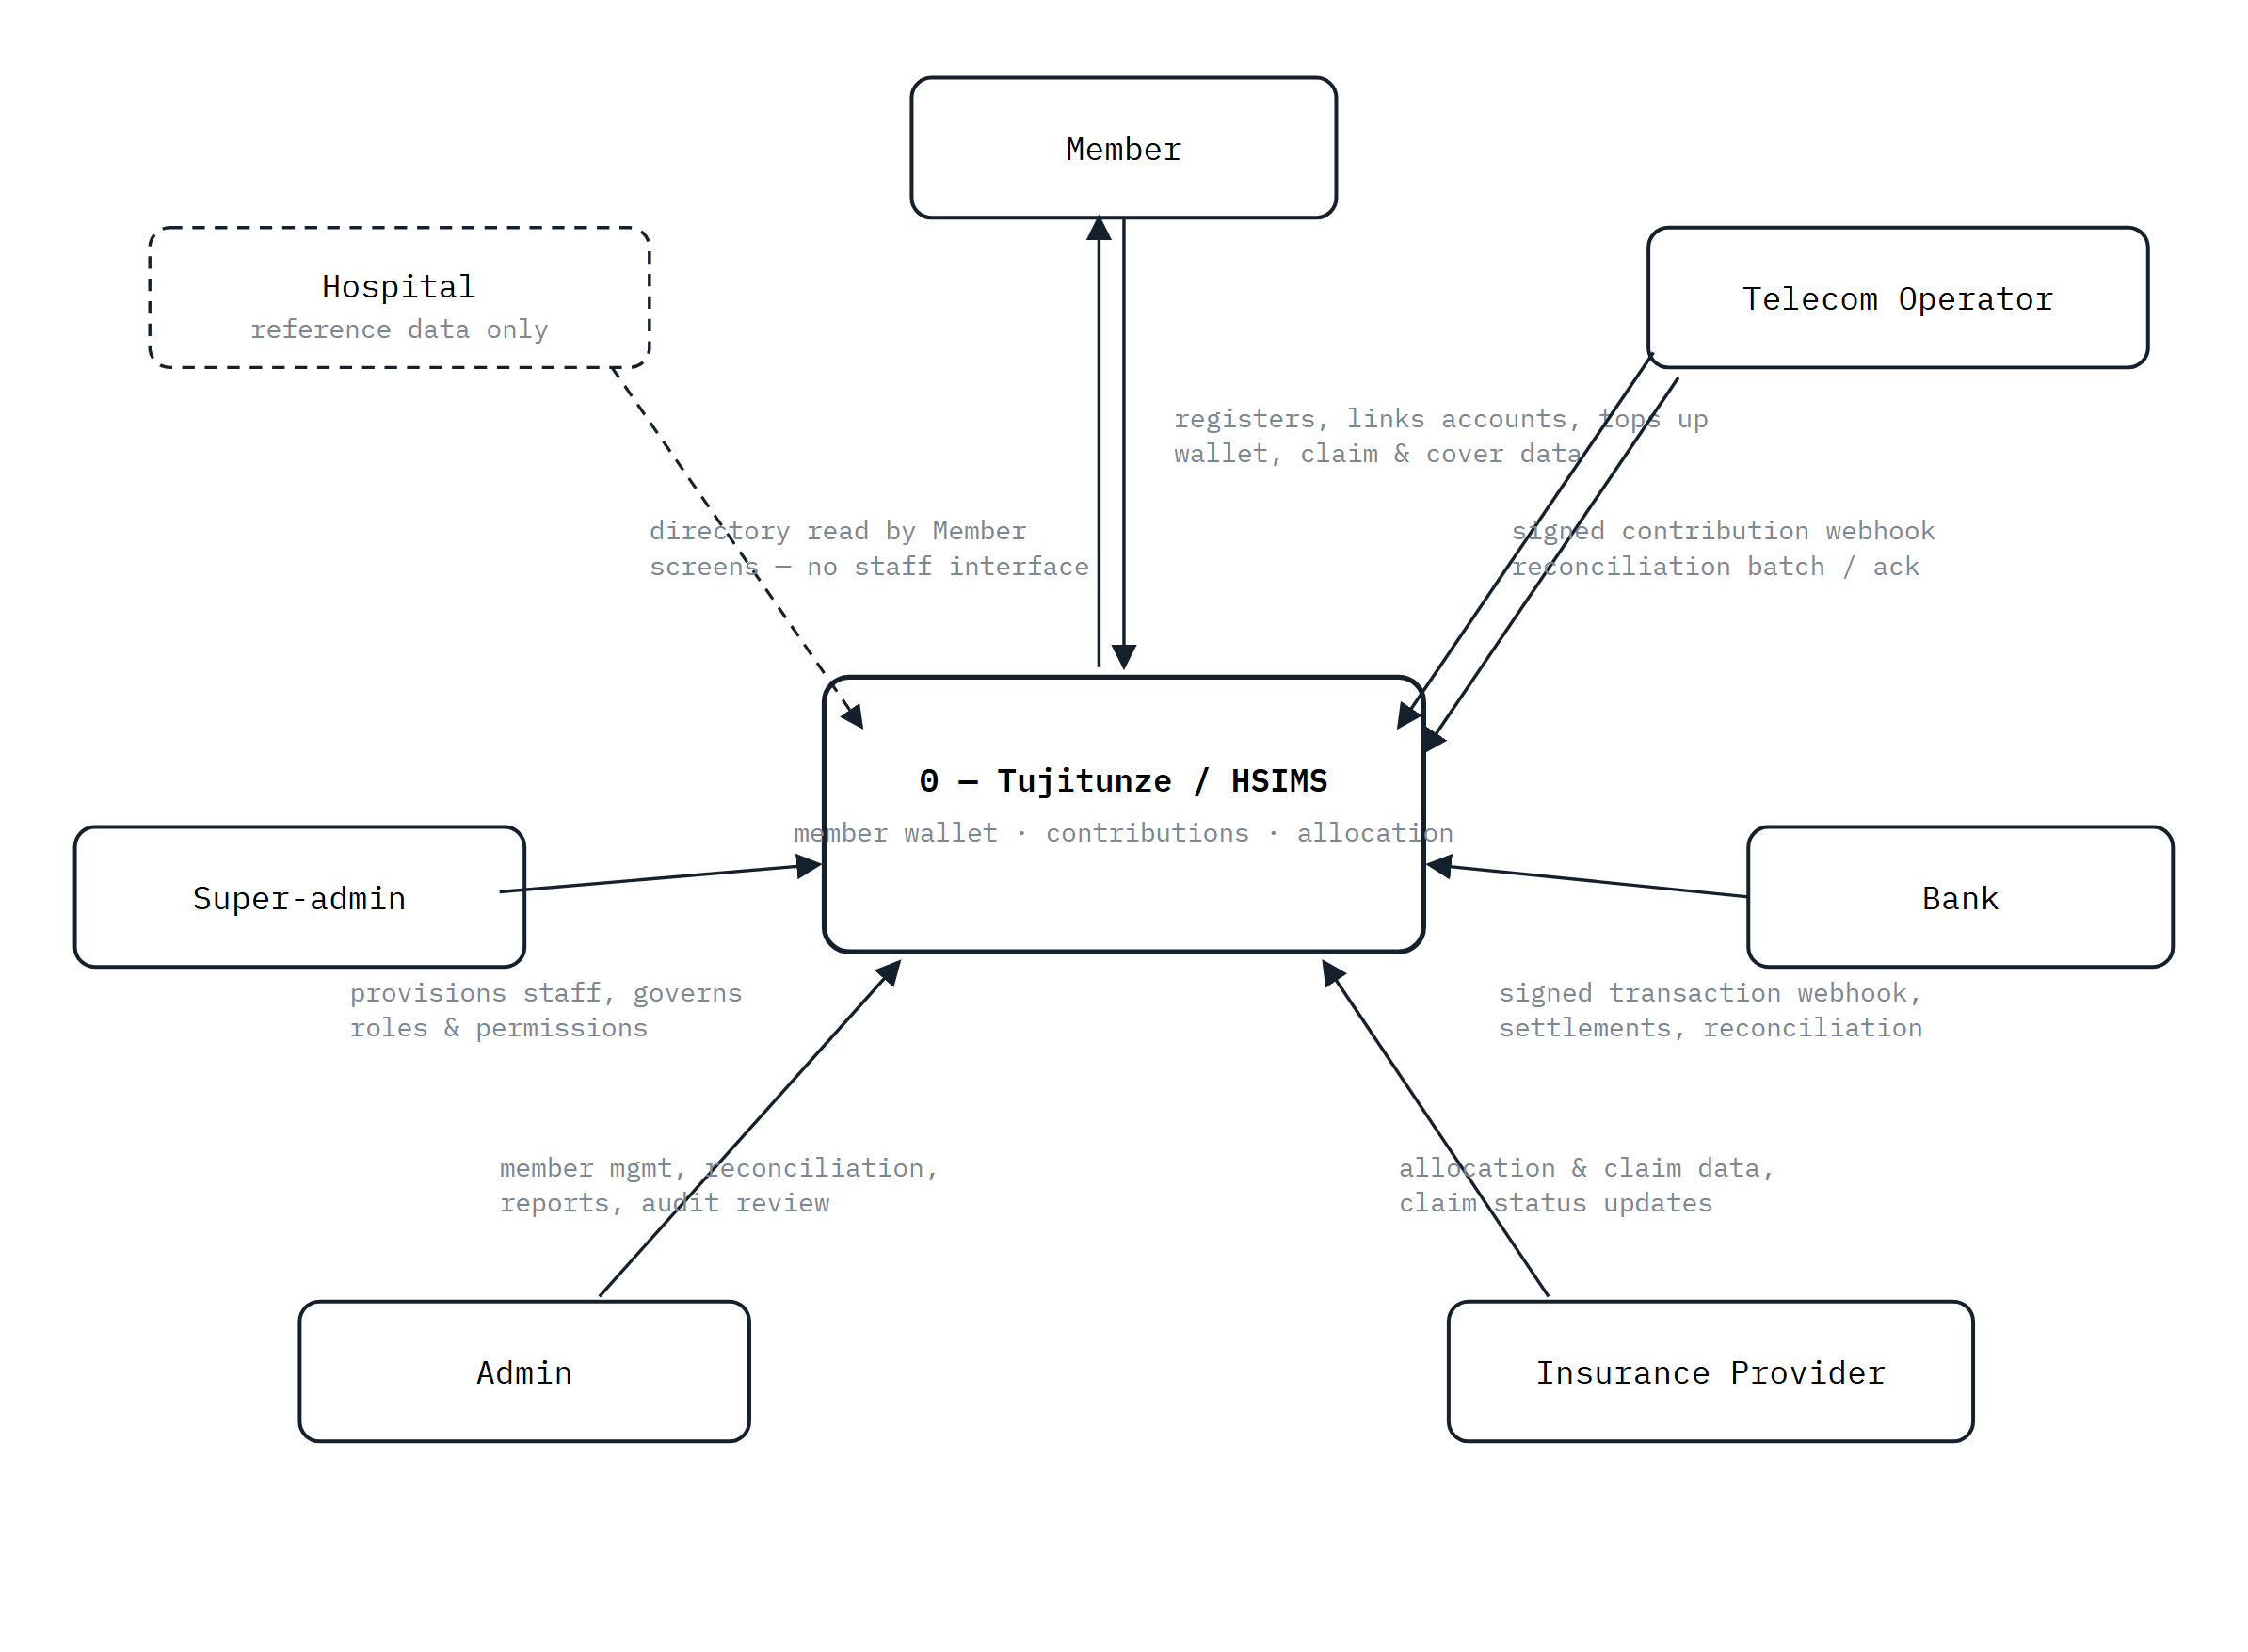 Member
Hospital
reference data only
Telecom Operator
registers, links accounts, tops up
wallet, claim & cover data
directory read by Member
screens — no staff interface
signed contribution webhook
reconciliation batch / ack
0 — Tujitunze / HSIMS
member wallet · contributions · allocation
Super-admin
Bank
provisions staff, governs
roles & permissions
signed transaction webhook,
settlements, reconciliation
member mgmt, reconciliation,
reports, audit review
allocation & claim data,
claim status updates
Admin
Insurance Provider